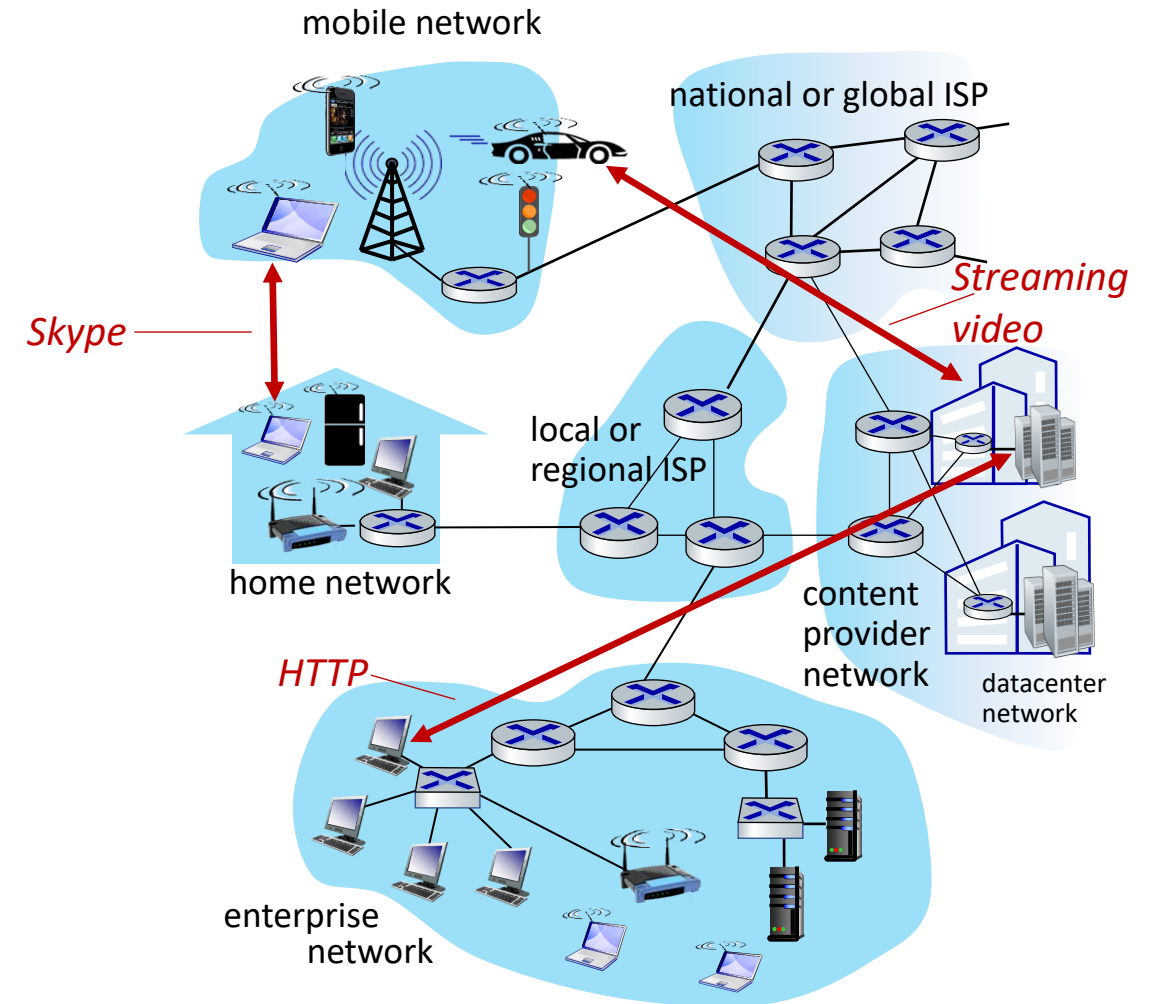 mobile network
national or global ISP
Streaming
video
Skype
local or
regional ISP
home network
content
provider
network
datacenter
network
HTTP
enterprise
network